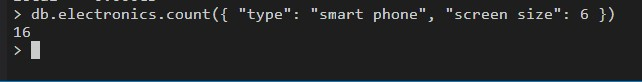 > db.electronics.count({ "type": "smart phone", "screen size": 6 })
16
>